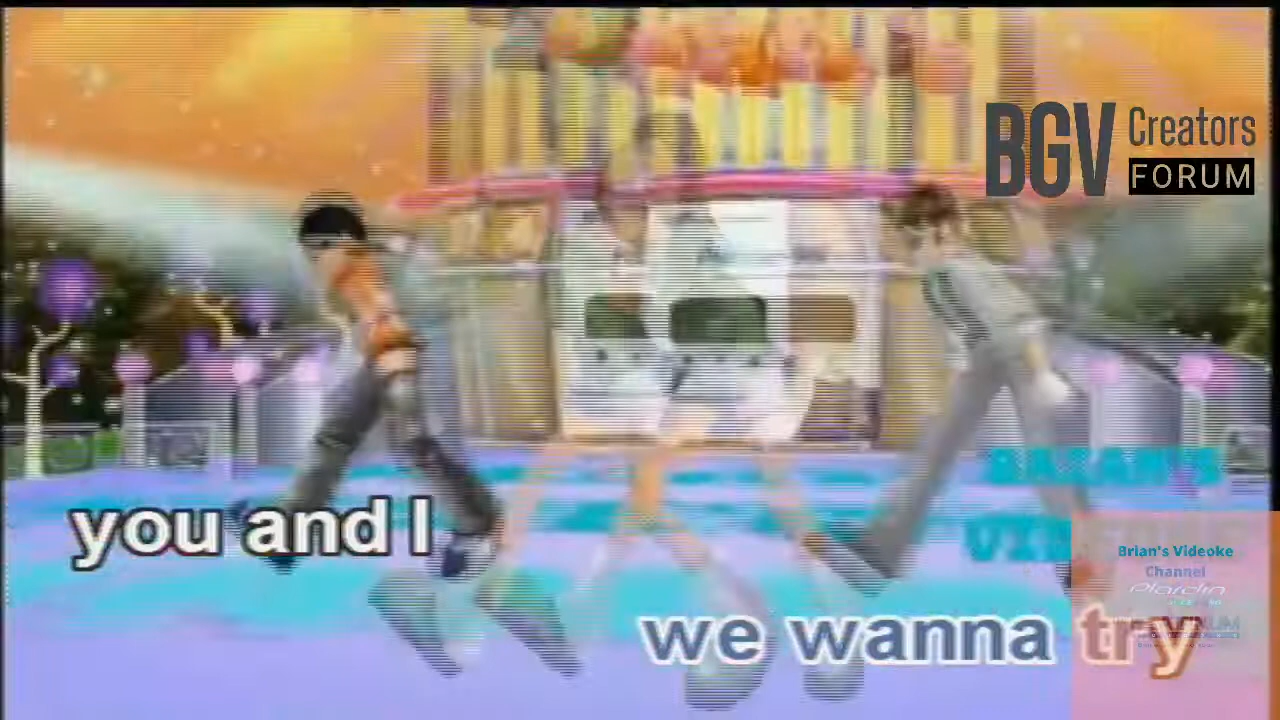 BGV Creators
FORUM
you and I
Brian's Videoke
Channel
we wanna try